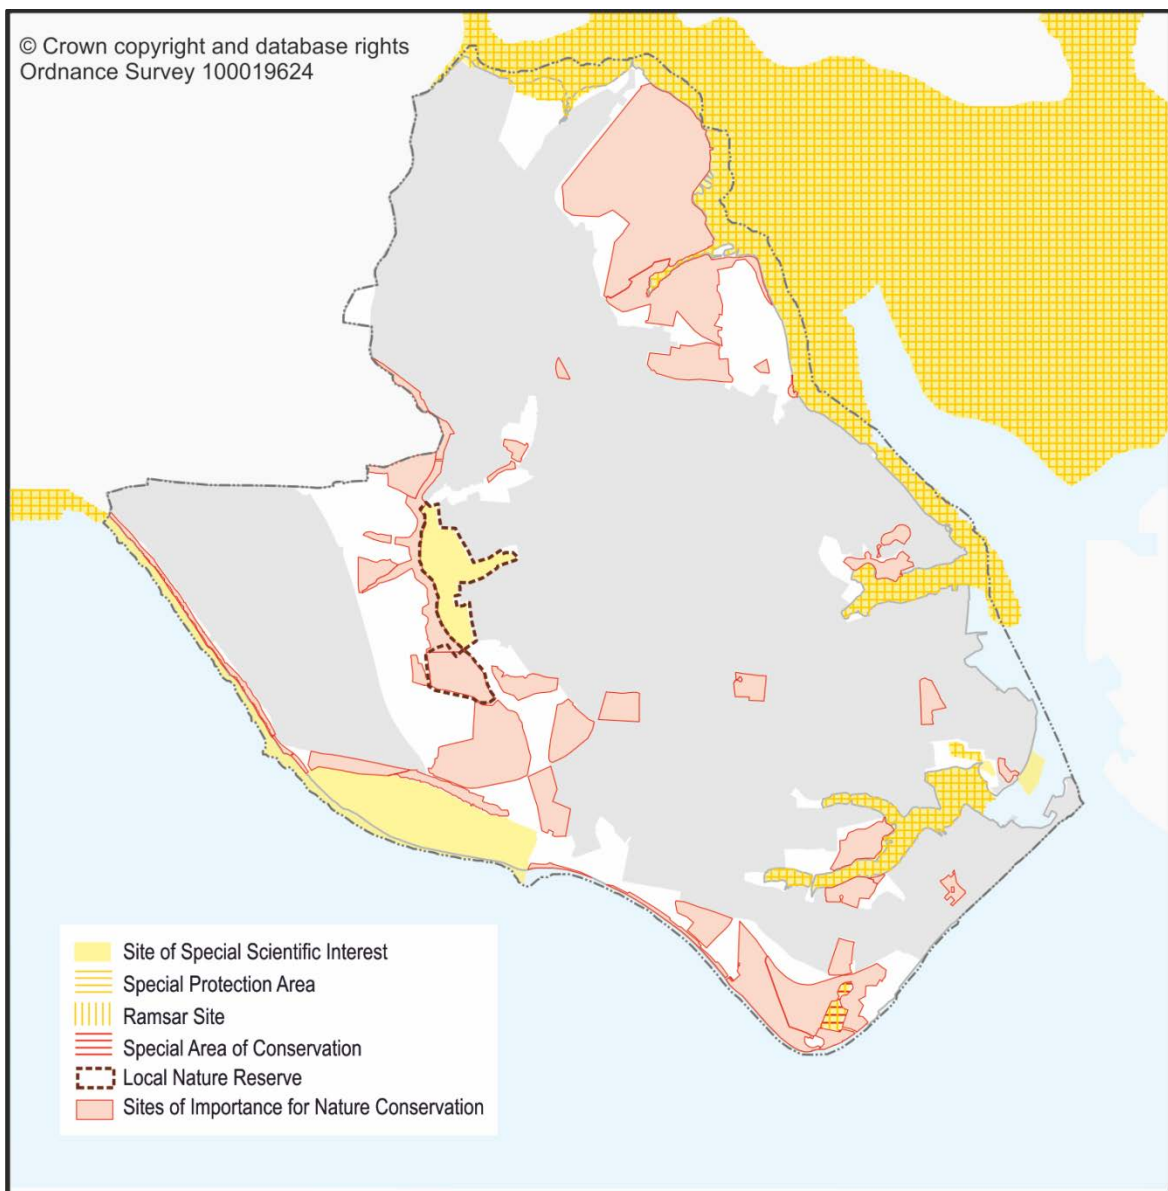 © Crown copyright and database rights
Ordnance Survey 100019624
Site of Special Scientific Interest
Special Protection Area
Ramsar Site
Special Area of Conservation
Local Nature Reserve
Sites of Importance for Nature Conservation